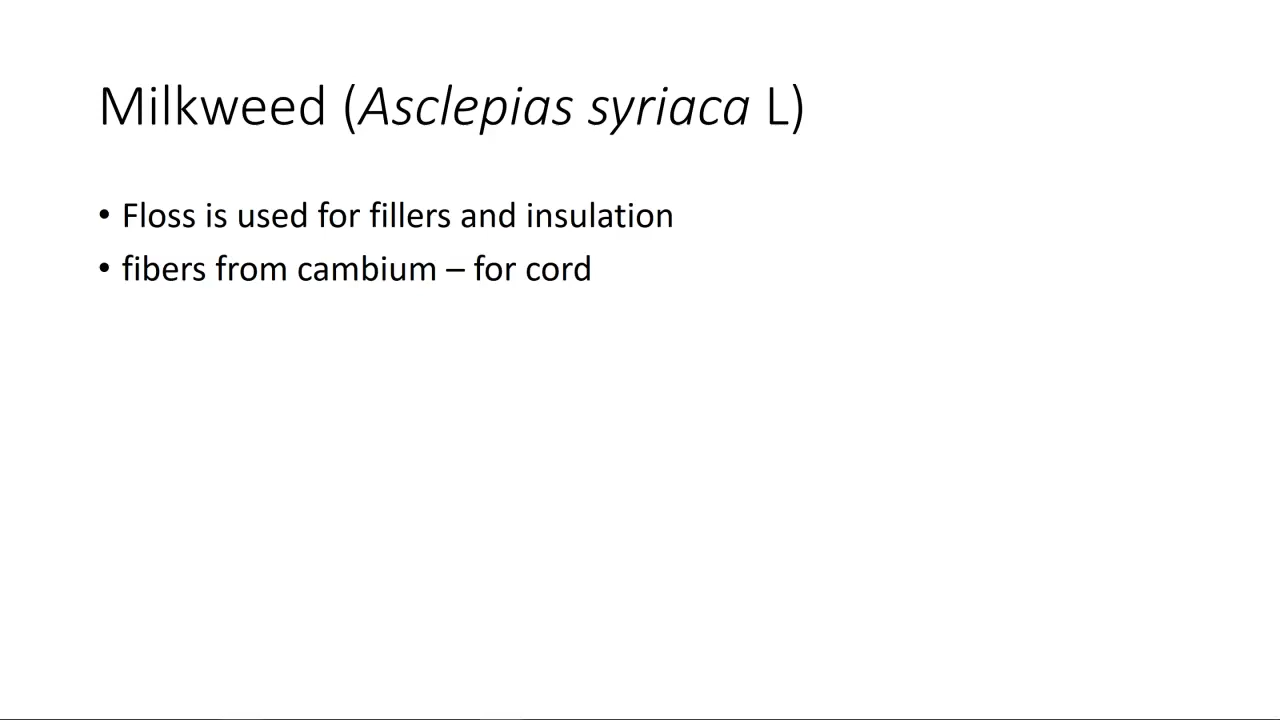 Milkweed (Asclepias syriaca L)
• Floss is used for fillers and insulation
• fibers from cambium – for cord